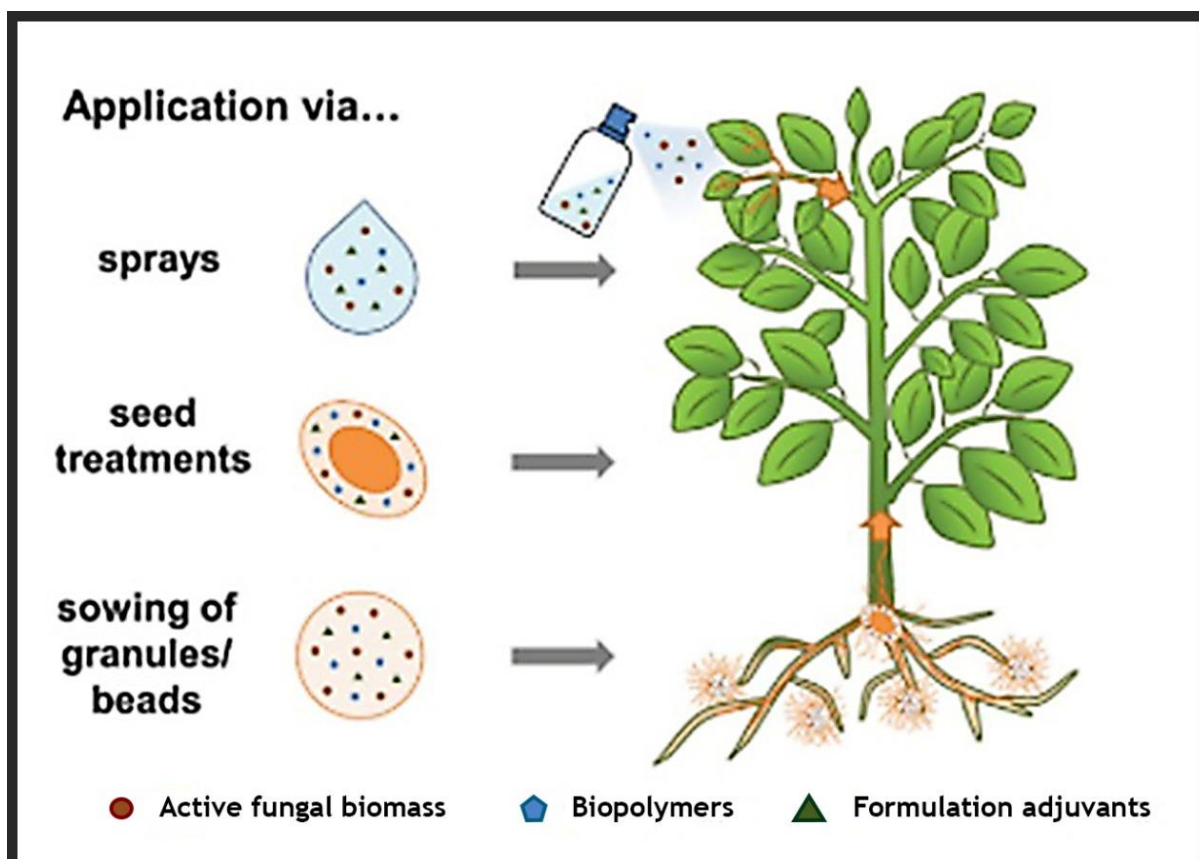 Application via...
sprays
seed
treatments
sowing of
granules/
beads
Active fungal biomass
Biopolymers
Formulation adjuvants